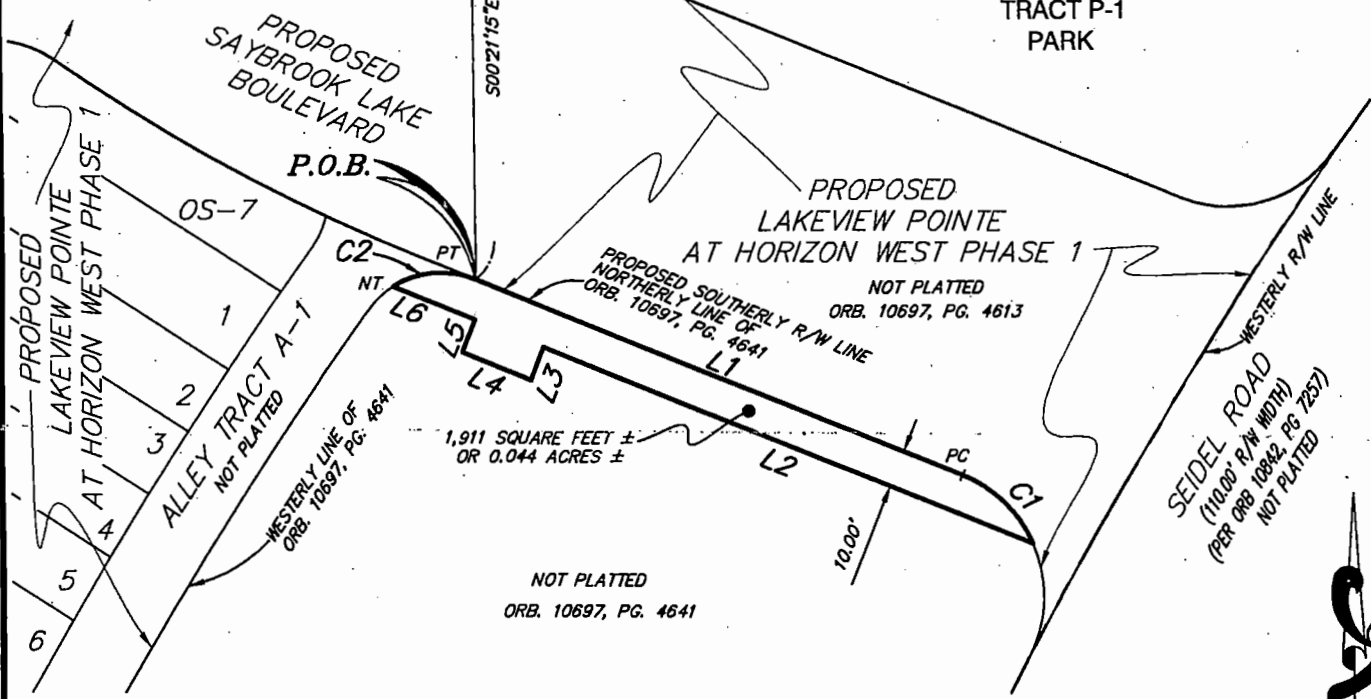 TRACT P-1
PARK
S00°21'15"E
PROPOSED
SAYBROOK LAKE
BOULEVARD
P.O.B.
PROPOSED
LAKEVIEW POINTE
AT HORIZON WEST PHASE 1
OS-7
1
2
3
4
5
6
ALLEY TRACT A-1
NOT PLATTED
WESTERLY LINE OF
ORB. 10697, PG. 4641
C2
PT
NT
L6
L5
L4
L3
PROPOSED SOUTHERLY R/W LINE
NORTHERLY LINE OF
ORB. 10697, PG. 4641
L1
L2
1,911 SQUARE FEET ±
OR 0.044 ACRES ±
PC
C1
10.00'
PROPOSED
LAKEVIEW POINTE
AT HORIZON WEST PHASE 1
NOT PLATTED
ORB. 10697, PG. 4613
WESTERLY R/W LINE
SEIDEL ROAD
(110.00' R/W WIDTH)
(PER ORB 10842, PG 7257)
NOT PLATTED
NOT PLATTED
ORB. 10697, PG. 4641